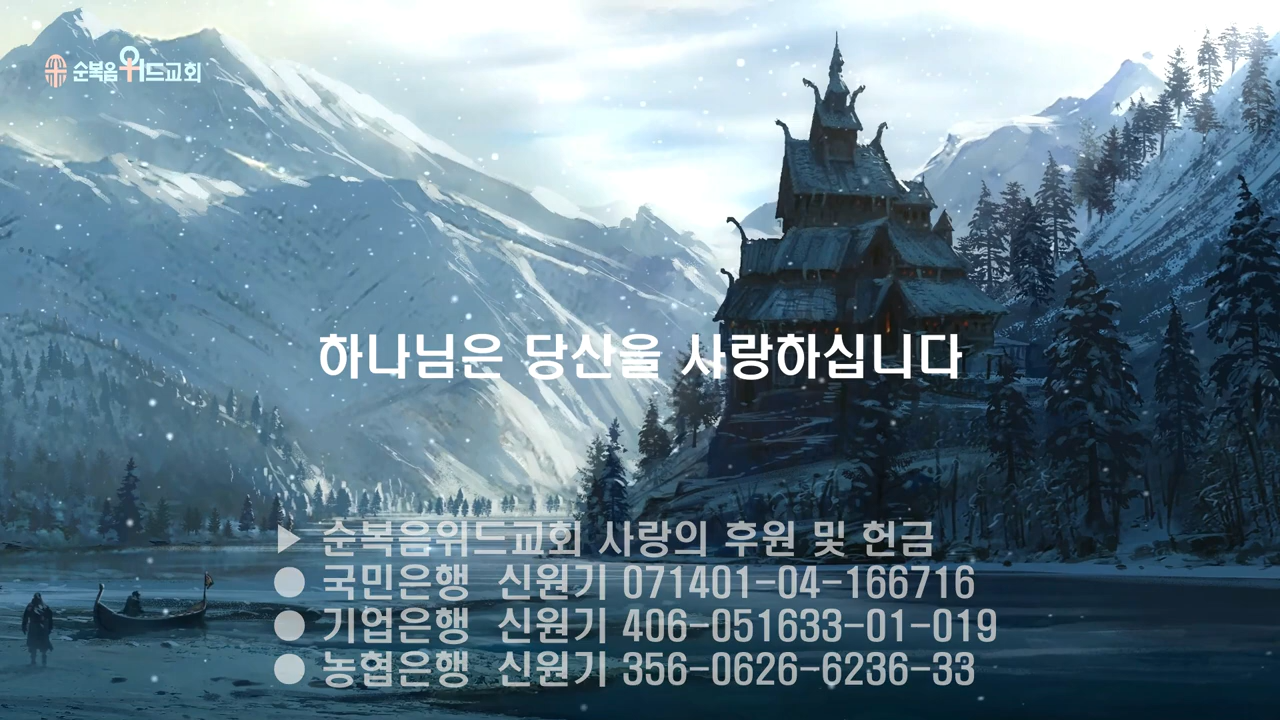 순복음위드교회
하나님은 당산을 사랑하십니다
▶ 순복음위드교회 사랑의 후원 및 헌금
● 국민은행 신원기 071401-04-166716
● 기업은행 신원기 406-051633-01-019
● 농협은행 신원기 356-0626-6236-33